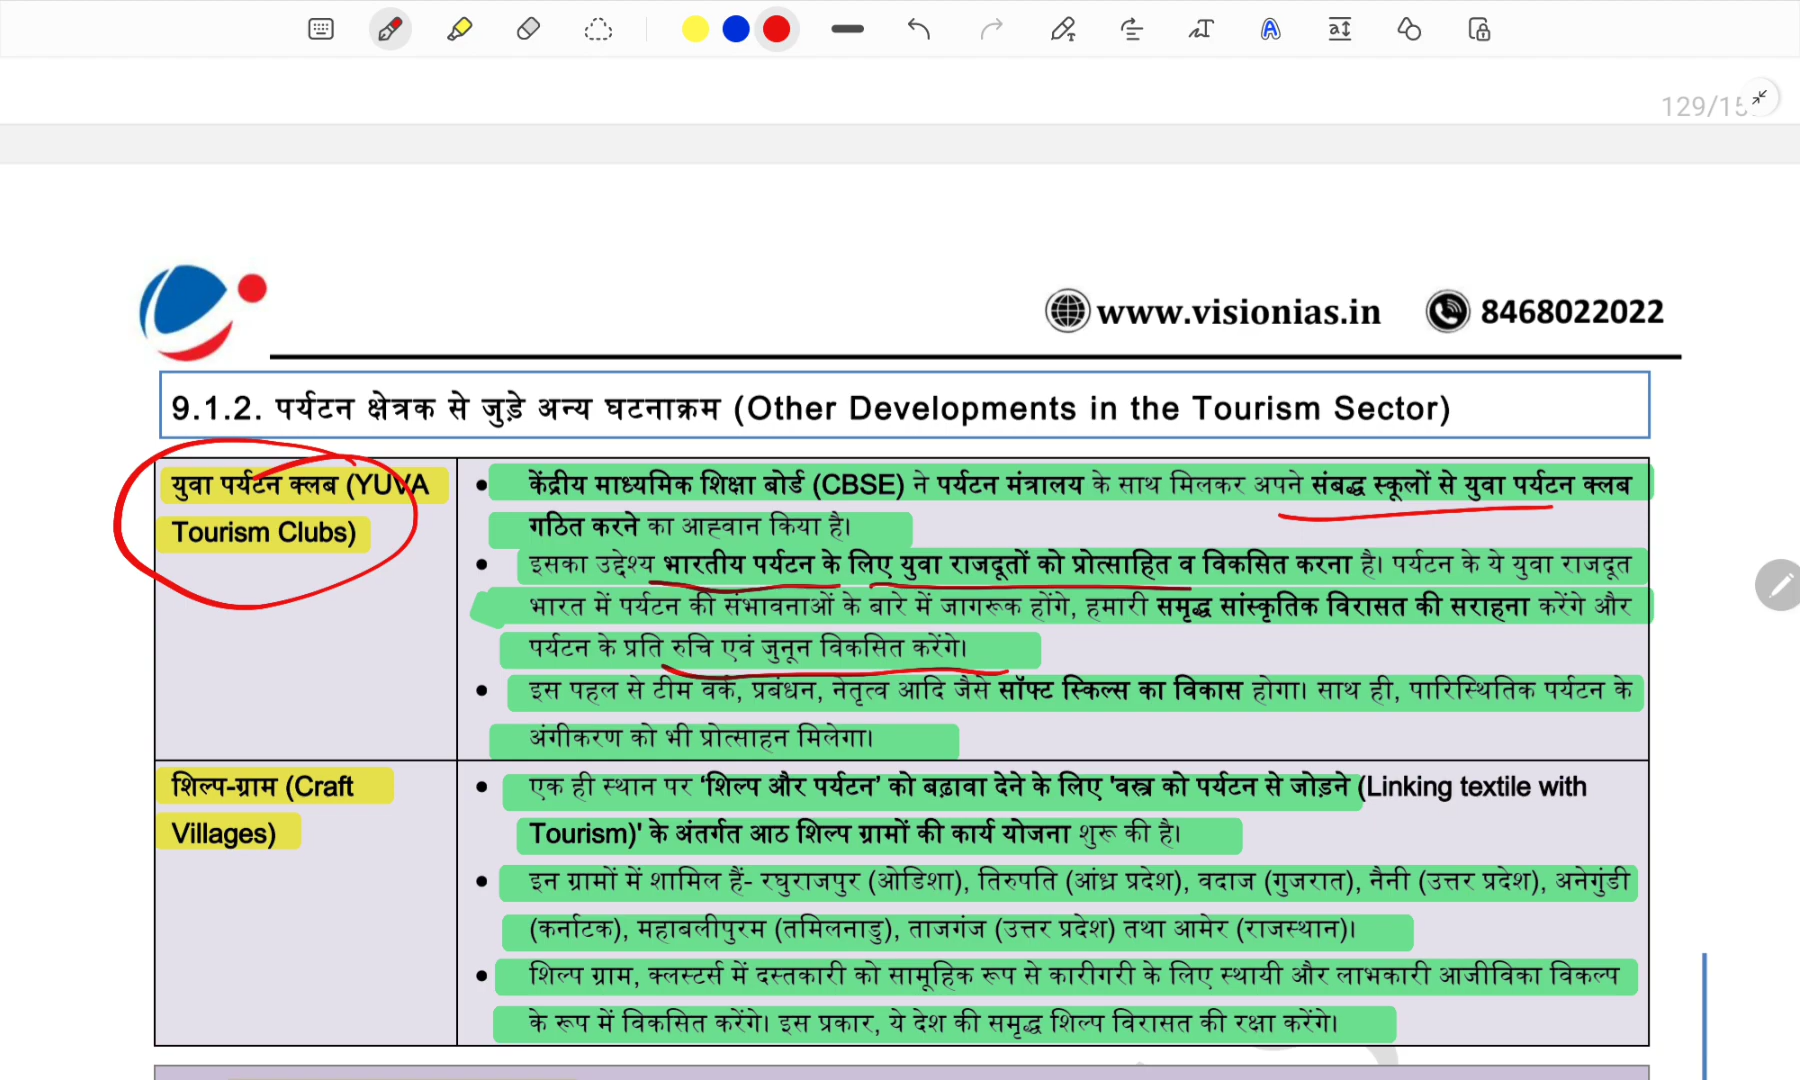 129/15
www.visionias.in
8468022022
9.1.2. पर्यटन क्षेत्रक से जुड़े अन्य घटनाक्रम (Other Developments in the Tourism Sector)
युवा पर्यटन क्लब (YUVA
Tourism Clubs)
केंद्रीय माध्यमिक शिक्षा बोर्ड (CBSE) ने पर्यटन मंत्रालय के साथ मिलकर अपने संबद्ध स्कूलों से युवा पर्यटन क्लब
गठित करने का आह्वान किया है।
इसका उद्देश्य भारतीय पर्यटन के लिए युवा राजदूतों को प्रोत्साहित व विकसित करना है। पर्यटन के ये युवा राजदूत
भारत में पर्यटन की संभावनाओं के बारे में जागरूक होंगे, हमारी समृद्ध सांस्कृतिक विरासत की सराहना करेंगे और
पर्यटन के प्रति रुचि एवं जुनून विकसित करेंगे।
इस पहल से टीम वर्क, प्रबंधन, नेतृत्व आदि जैसे सॉफ्ट स्किल्स का विकास होगा। साथ ही, पारिस्थितिक पर्यटन के
अंगीकरण को भी प्रोत्साहन मिलेगा।
शिल्प-ग्राम (Craft
Villages)
एक ही स्थान पर 'शिल्प और पर्यटन' को बढ़ावा देने के लिए 'वस्त्र को पर्यटन से जोड़ने (Linking textile with
Tourism)' के अंतर्गत आठ शिल्प ग्रामों की कार्य योजना शुरू की है।
इन ग्रामों में शामिल हैं- रघुराजपुर (ओडिशा), तिरुपति (आंध्र प्रदेश), वदाज (गुजरात), नैनी (उत्तर प्रदेश), अनेगुंडी
(कर्नाटक), महाबलीपुरम (तमिलनाडु), ताजगंज (उत्तर प्रदेश) तथा आमेर (राजस्थान)।
शिल्प ग्राम, क्लस्टर्स में दस्तकारी को सामूहिक रूप से कारीगरी के लिए स्थायी और लाभकारी आजीविका विकल्प
के रूप में विकसित करेंगे। इस प्रकार, ये देश की समृद्ध शिल्प विरासत की रक्षा करेंगे।